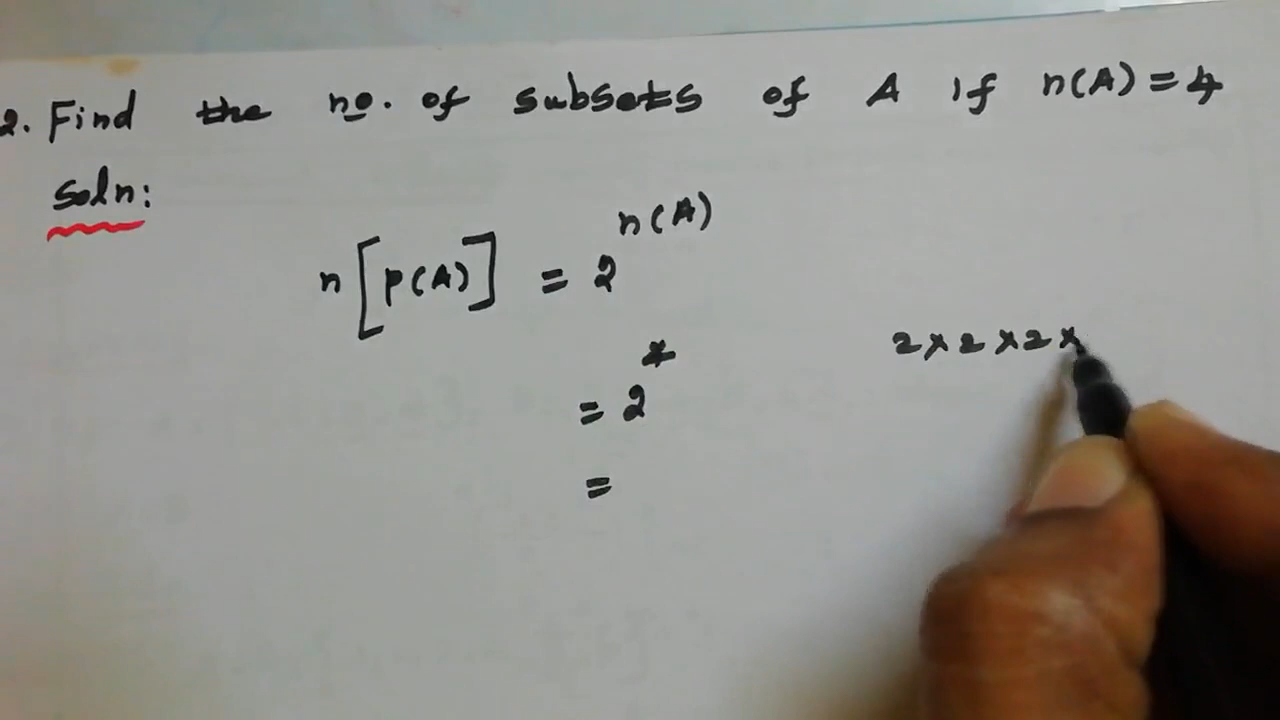 2. Find the no. of subsets of A if n(A) = 4
Soln:
n[P(A)] = 2^n(A)
= 2^4
2×2×2×
=